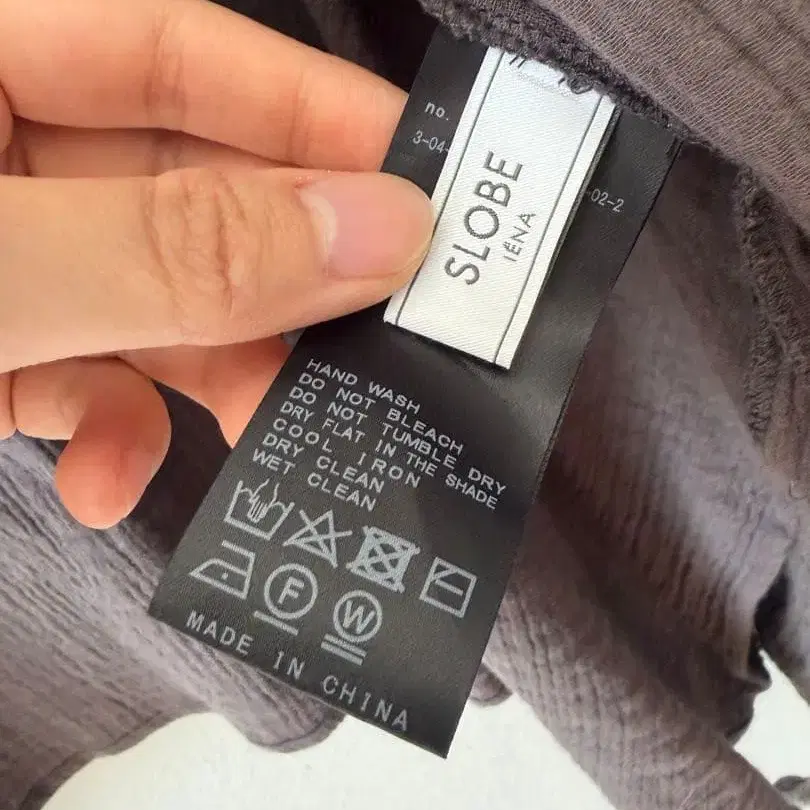 no.
3-04-
-02-2
SLOBE
IÉNA
HAND WASH
DO NOT BLEACH
DO NOT TUMBLE DRY
DRY FLAT IN THE SHADE
COOL IRON
DRY CLEAN
WET CLEAN
F
W
MADE IN CHINA